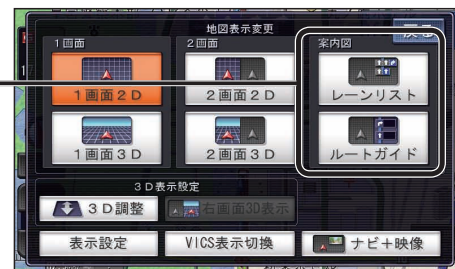 地図表示変更
戻る
1画面
2画面
案内図
1画面2D
2画面2D
レーンリスト
1画面3D
2画面3D
ルートガイド
3D表示設定
3D調整
右画面3D表示
表示設定
VICS表示切換
ナビ+映像